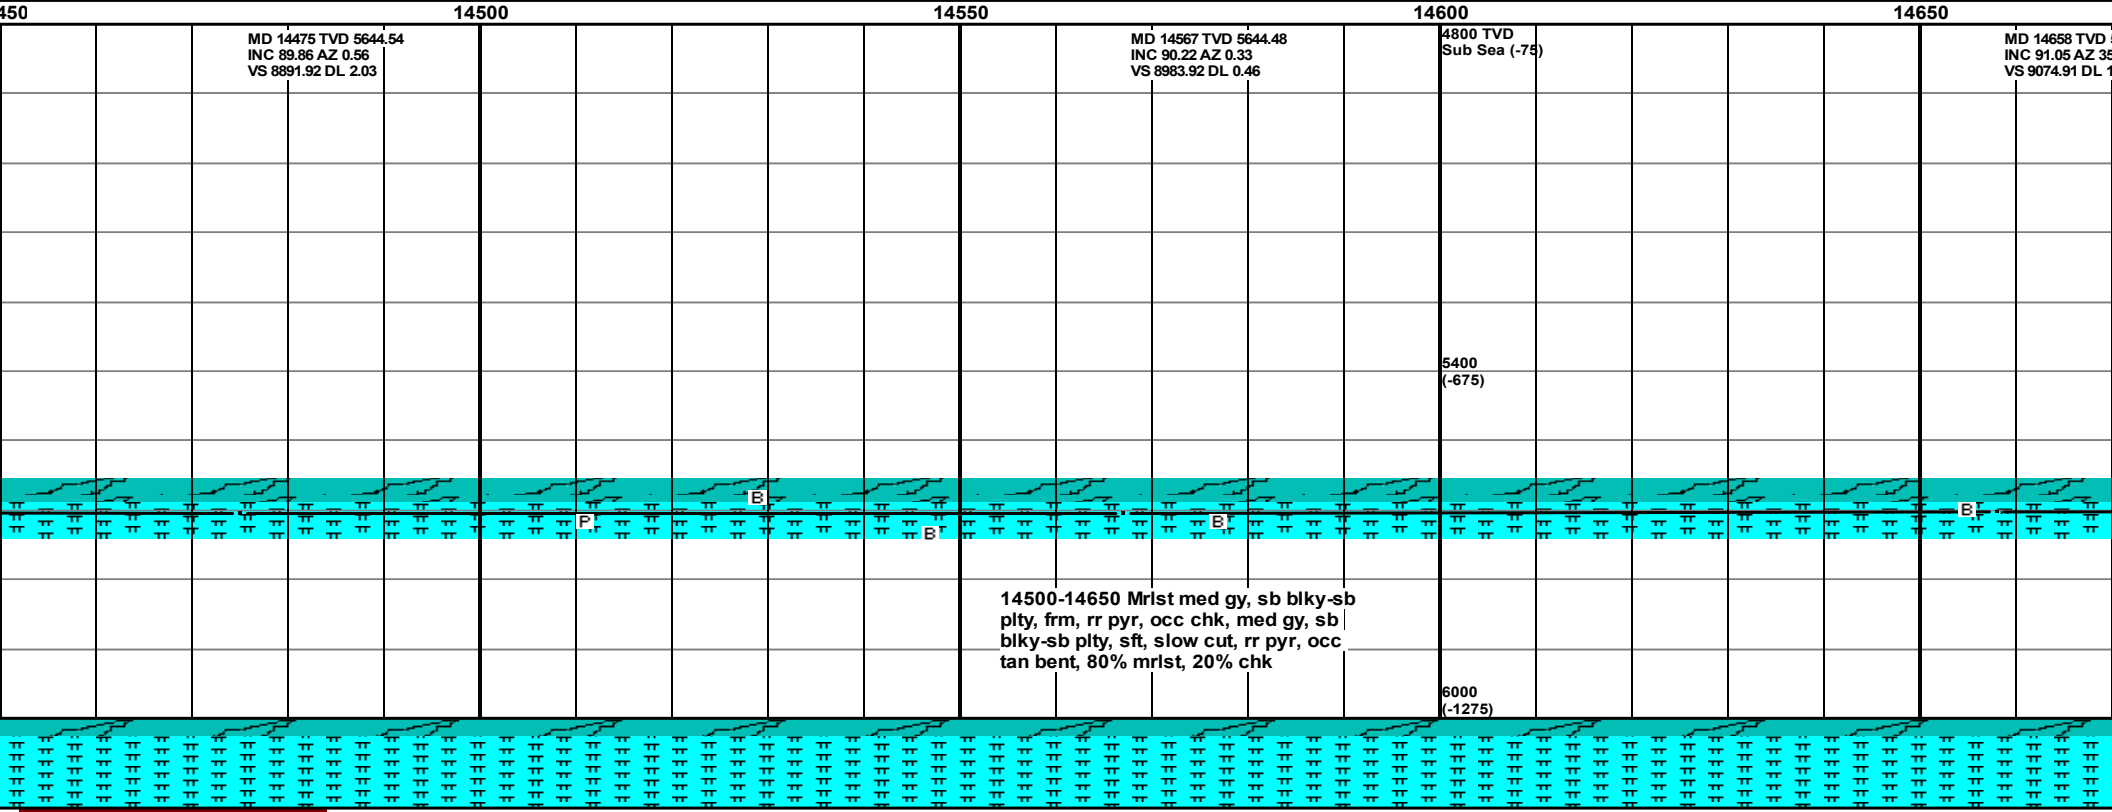 450
14500
14550
14600
14650
MD 14475 TVD 5644.54
INC 89.86 AZ 0.56
VS 8891.92 DL 2.03
MD 14567 TVD 5644.48
INC 90.22 AZ 0.33
VS 8983.92 DL 0.46
4800 TVD
Sub Sea (-75)
MD 14658 TVD
INC 91.05 AZ 35
VS 9074.91 DL 1
5400
(-675)
B
P
B
B
B
14500-14650 Mrlst med gy, sb blky-sb
plty, frm, rr pyr, occ chk, med gy, sb
blky-sb plty, sft, slow cut, rr pyr, occ
tan bent, 80% mrlst, 20% chk
6000
(-1275)